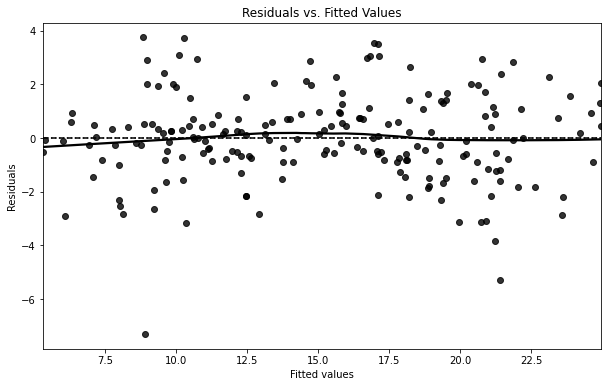 Residuals vs. Fitted Values
4
2
0
−2
−4
−6
Residuals
7.5 10.0 12.5 15.0 17.5 20.0 22.5
Fitted values